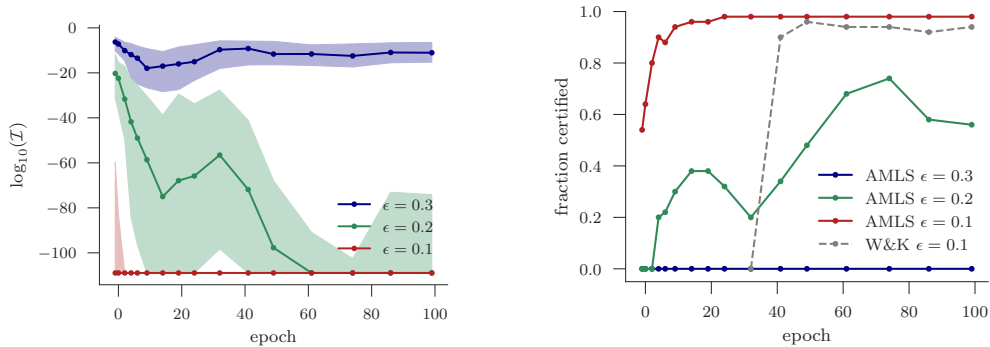 0
−20
−40
−60
−80
−100
log₁₀(ℐ)
0
20
40
60
80
100
epoch
ϵ = 0.3
ϵ = 0.2
ϵ = 0.1
1.0
0.8
0.6
0.4
0.2
0.0
fraction certified
0
20
40
60
80
100
epoch
AMLS ϵ = 0.3
AMLS ϵ = 0.2
AMLS ϵ = 0.1
W&K ϵ = 0.1